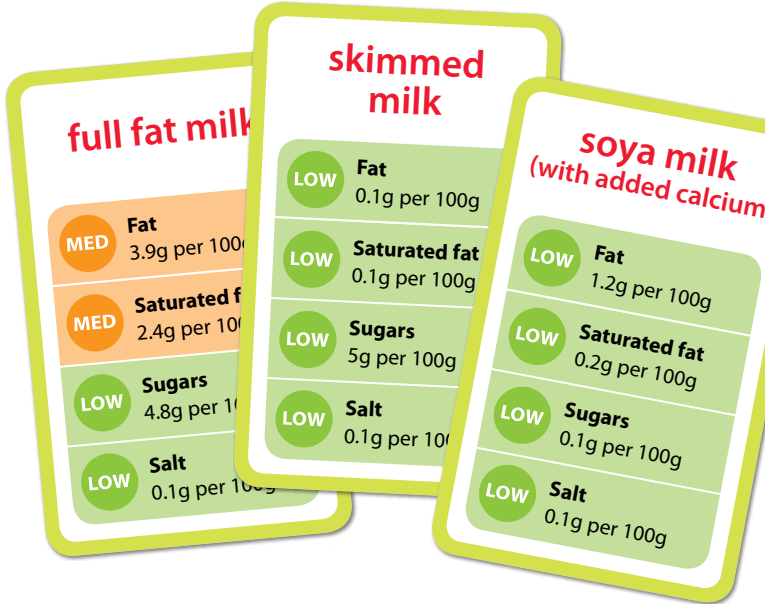 full fat milk
MED
Fat
3.9g per 100g
MED
Saturated f
2.4g per 100
LOW
Sugars
4.8g per 10
LOW
Salt
0.1g per 100g
skimmed
milk
LOW
Fat
0.1g per 100g
LOW
Saturated fat
0.1g per 100g
LOW
Sugars
5g per 100g
LOW
Salt
0.1g per 100
soya milk
(with added calcium
LOW
Fat
1.2g per 100g
LOW
Saturated fat
0.2g per 100g
LOW
Sugars
0.1g per 100g
LOW
Salt
0.1g per 100g